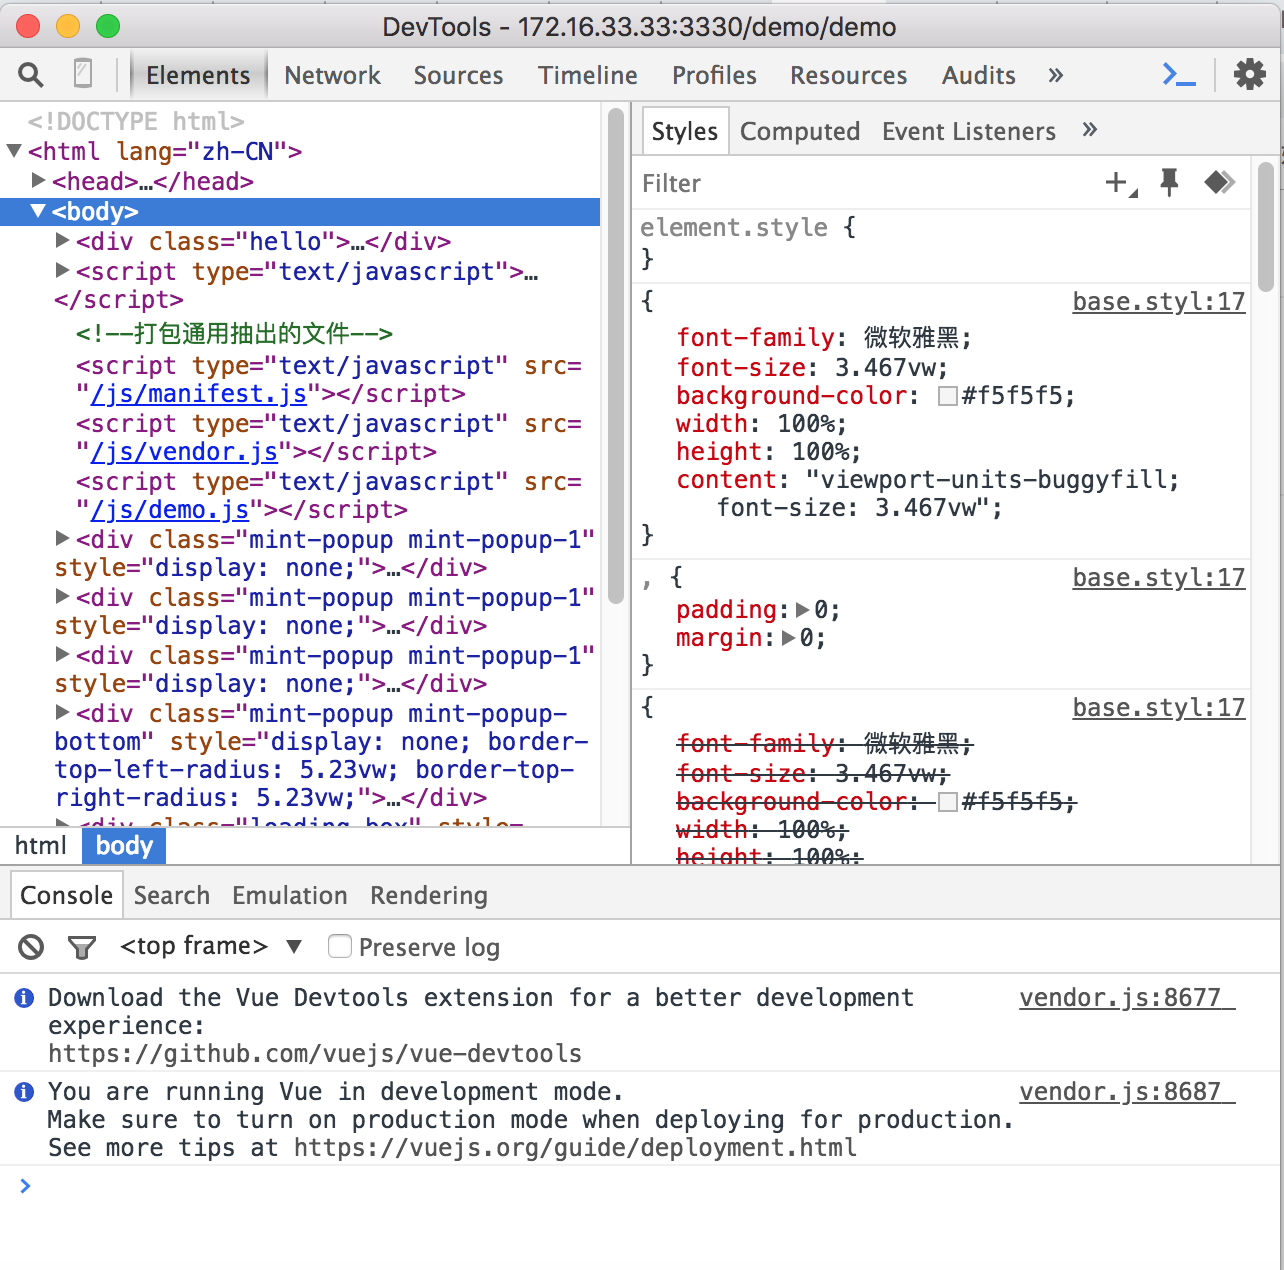 DevTools - 172.16.33.33:3330/demo/demo
Elements Network Sources Timeline Profiles Resources Audits »
<!DOCTYPE html>
<html lang="zh-CN">
<head>…</head>
<body>
<div class="hello">…</div>
<script type="text/javascript">…
</script>
<!--打包通用抽出的文件-->
<script type="text/javascript" src=
"/js/manifest.js"></script>
<script type="text/javascript" src=
"/js/vendor.js"></script>
<script type="text/javascript" src=
"/js/demo.js"></script>
<div class="mint-popup mint-popup-1"
style="display: none;">…</div>
<div class="mint-popup mint-popup-1"
style="display: none;">…</div>
<div class="mint-popup mint-popup-1"
style="display: none;">…</div>
<div class="mint-popup mint-popup-
bottom" style="display: none; border-
top-left-radius: 5.23vw; border-top-
right-radius: 5.23vw;">…</div>
<div class="loading-box" style=
html body
Styles Computed Event Listeners »
Filter
element.style {
}
{ base.styl:17
font-family: 微软雅黑;
font-size: 3.467vw;
background-color: #f5f5f5;
width: 100%;
height: 100%;
content: "viewport-units-buggyfill;
font-size: 3.467vw";
}
, { base.styl:17
padding: 0;
margin: 0;
}
{ base.styl:17
font-family: 微软雅黑;
font-size: 3.467vw;
background-color: #f5f5f5;
width: 100%;
height: 100%;
Console Search Emulation Rendering
<top frame> ▼ Preserve log
Download the Vue Devtools extension for a better development vendor.js:8677
experience:
https://github.com/vuejs/vue-devtools
You are running Vue in development mode. vendor.js:8687
Make sure to turn on production mode when deploying for production.
See more tips at https://vuejs.org/guide/deployment.html